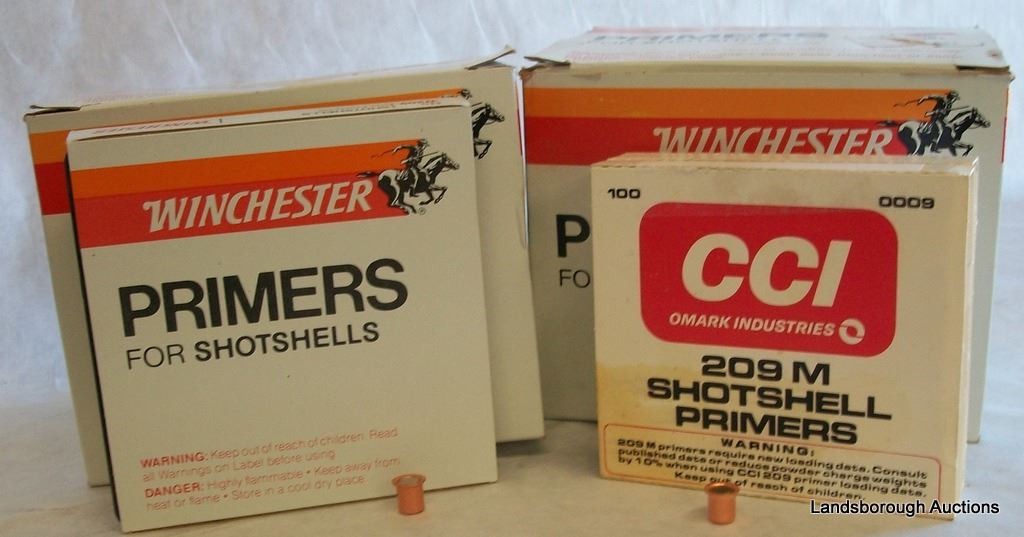 WINCHESTER
PRIMERS
FOR SHOTSHELLS
WARNING: Keep out of reach of children. Read
all Warnings on Label before using
DANGER: Highly flammable • Keep away from
heat or flame • Store in a cool dry place
PRIMERS
WINCHESTER
P
FO
100
0009
CCI
OMARK INDUSTRIES
209 M
SHOTSHELL
PRIMERS
WARNING:
209 M primers require new loading data. Consult
published data or reduce powder charge weights
by 10% when using CCI 209 primer loading data.
Keep out of reach of children.
Landsborough Auctions